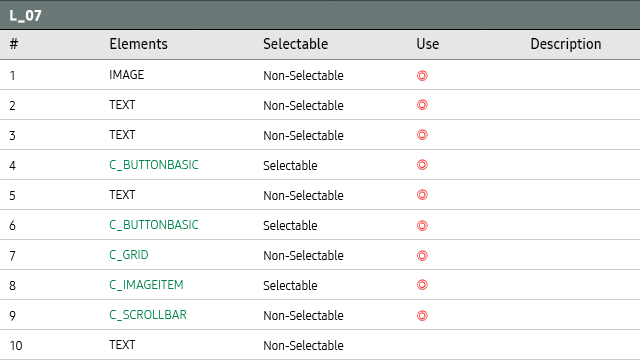 L_07
# Elements Selectable Use Description
1 IMAGE Non-Selectable ◎
2 TEXT Non-Selectable ◎
3 TEXT Non-Selectable ◎
4 C_BUTTONBASIC Selectable ◎
5 TEXT Non-Selectable ◎
6 C_BUTTONBASIC Selectable ◎
7 C_GRID Non-Selectable ◎
8 C_IMAGEITEM Selectable ◎
9 C_SCROLLBAR Non-Selectable ◎
10 TEXT Non-Selectable